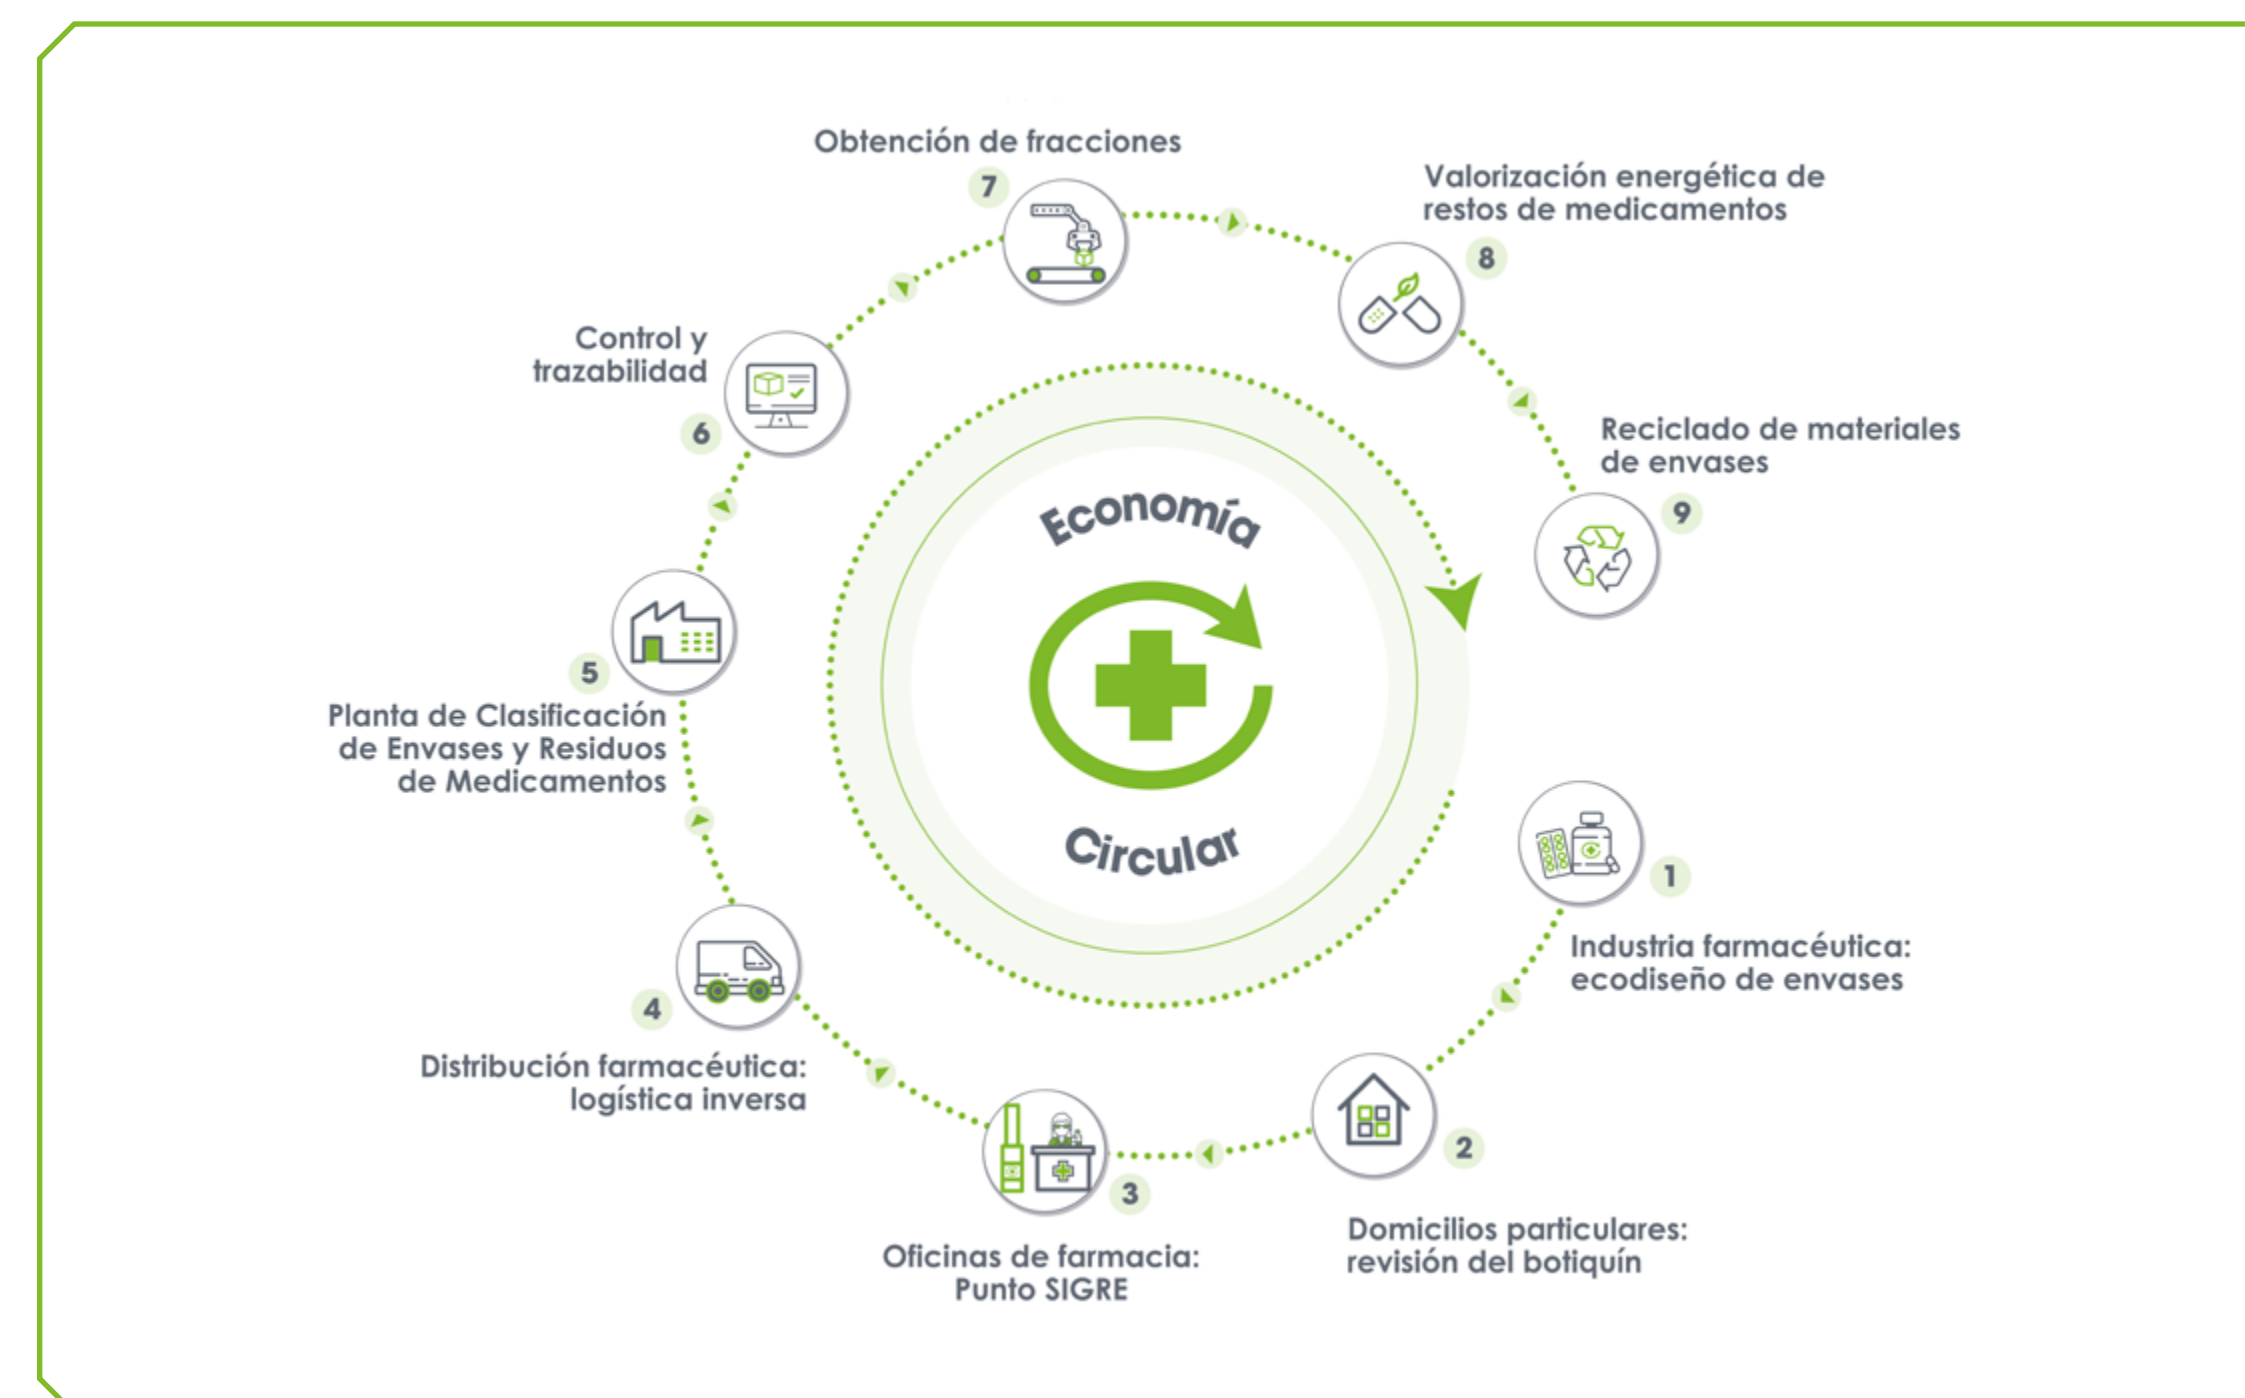 Obtención de fracciones
7
Valorización energética de
restos de medicamentos
8
Control y
trazabilidad
6
Reciclado de materiales
de envases
9
Economía
Circular
5
Planta de Clasificación
de Envases y Residuos
de Medicamentos
1
Industria farmacéutica:
ecodiseño de envases
4
Distribución farmacéutica:
logística inversa
2
Domicilios particulares:
revisión del botiquín
3
Oficinas de farmacia:
Punto SIGRE